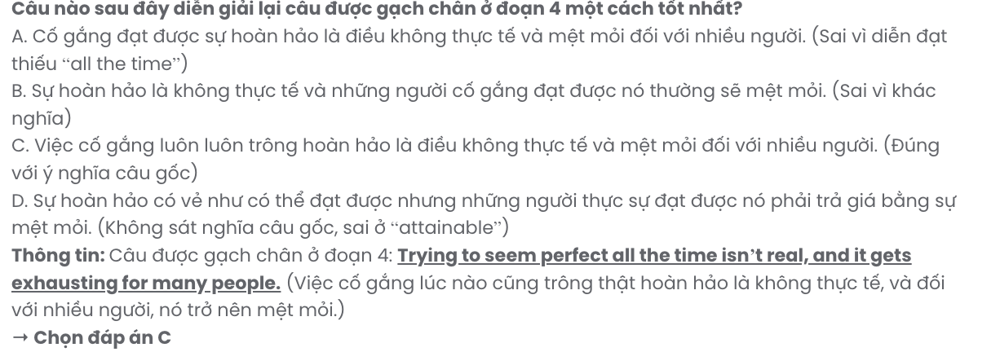 Câu nào sau đây diễn giải lại câu được gạch chân ở đoạn 4 một cách tốt nhất?
A. Cố gắng đạt được sự hoàn hảo là điều không thực tế và mệt mỏi đối với nhiều người. (Sai vì diễn đạt
thiếu “all the time”)
B. Sự hoàn hảo là không thực tế và những người cố gắng đạt được nó thường sẽ mệt mỏi. (Sai vì khác
nghĩa)
C. Việc cố gắng luôn luôn trông hoàn hảo là điều không thực tế và mệt mỏi đối với nhiều người. (Đúng
với ý nghĩa câu gốc)
D. Sự hoàn hảo có vẻ như có thể đạt được nhưng những người thực sự đạt được nó phải trả giá bằng sự
mệt mỏi. (Không sát nghĩa câu gốc, sai ở “attainable”)
Thông tin: Câu được gạch chân ở đoạn 4: Trying to seem perfect all the time isn’t real, and it gets
exhausting for many people. (Việc cố gắng lúc nào cũng trông thật hoàn hảo là không thực tế, và đối
với nhiều người, nó trở nên mệt mỏi.)
→ Chọn đáp án C